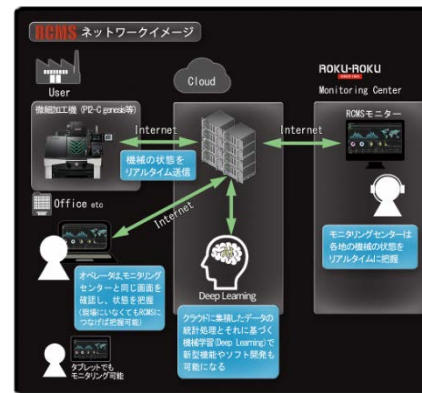 RCMS ネットワークイメージ
User
Cloud
ROKU-ROKU
Monitoring Center
微細加工機(PI2-C genesis等)
Internet
Internet
RCMSモニター
機械の状態を
リアルタイム送信
Office etc
Internet
モニタリングセンターは
各地の機械の状態を
リアルタイムに把握
オペレータはモニタリング
センターと同じ画面を
確認し、状態を把握
(現場にいなくてもRCMSに
つなげば把握可能)
Deep Learning
クラウドに集積したデータの
統計処理とそれに基づく
機械学習(Deep Learning)で
新型機能やソフト開発も
可能になる
タブレットでも
モニタリング可能